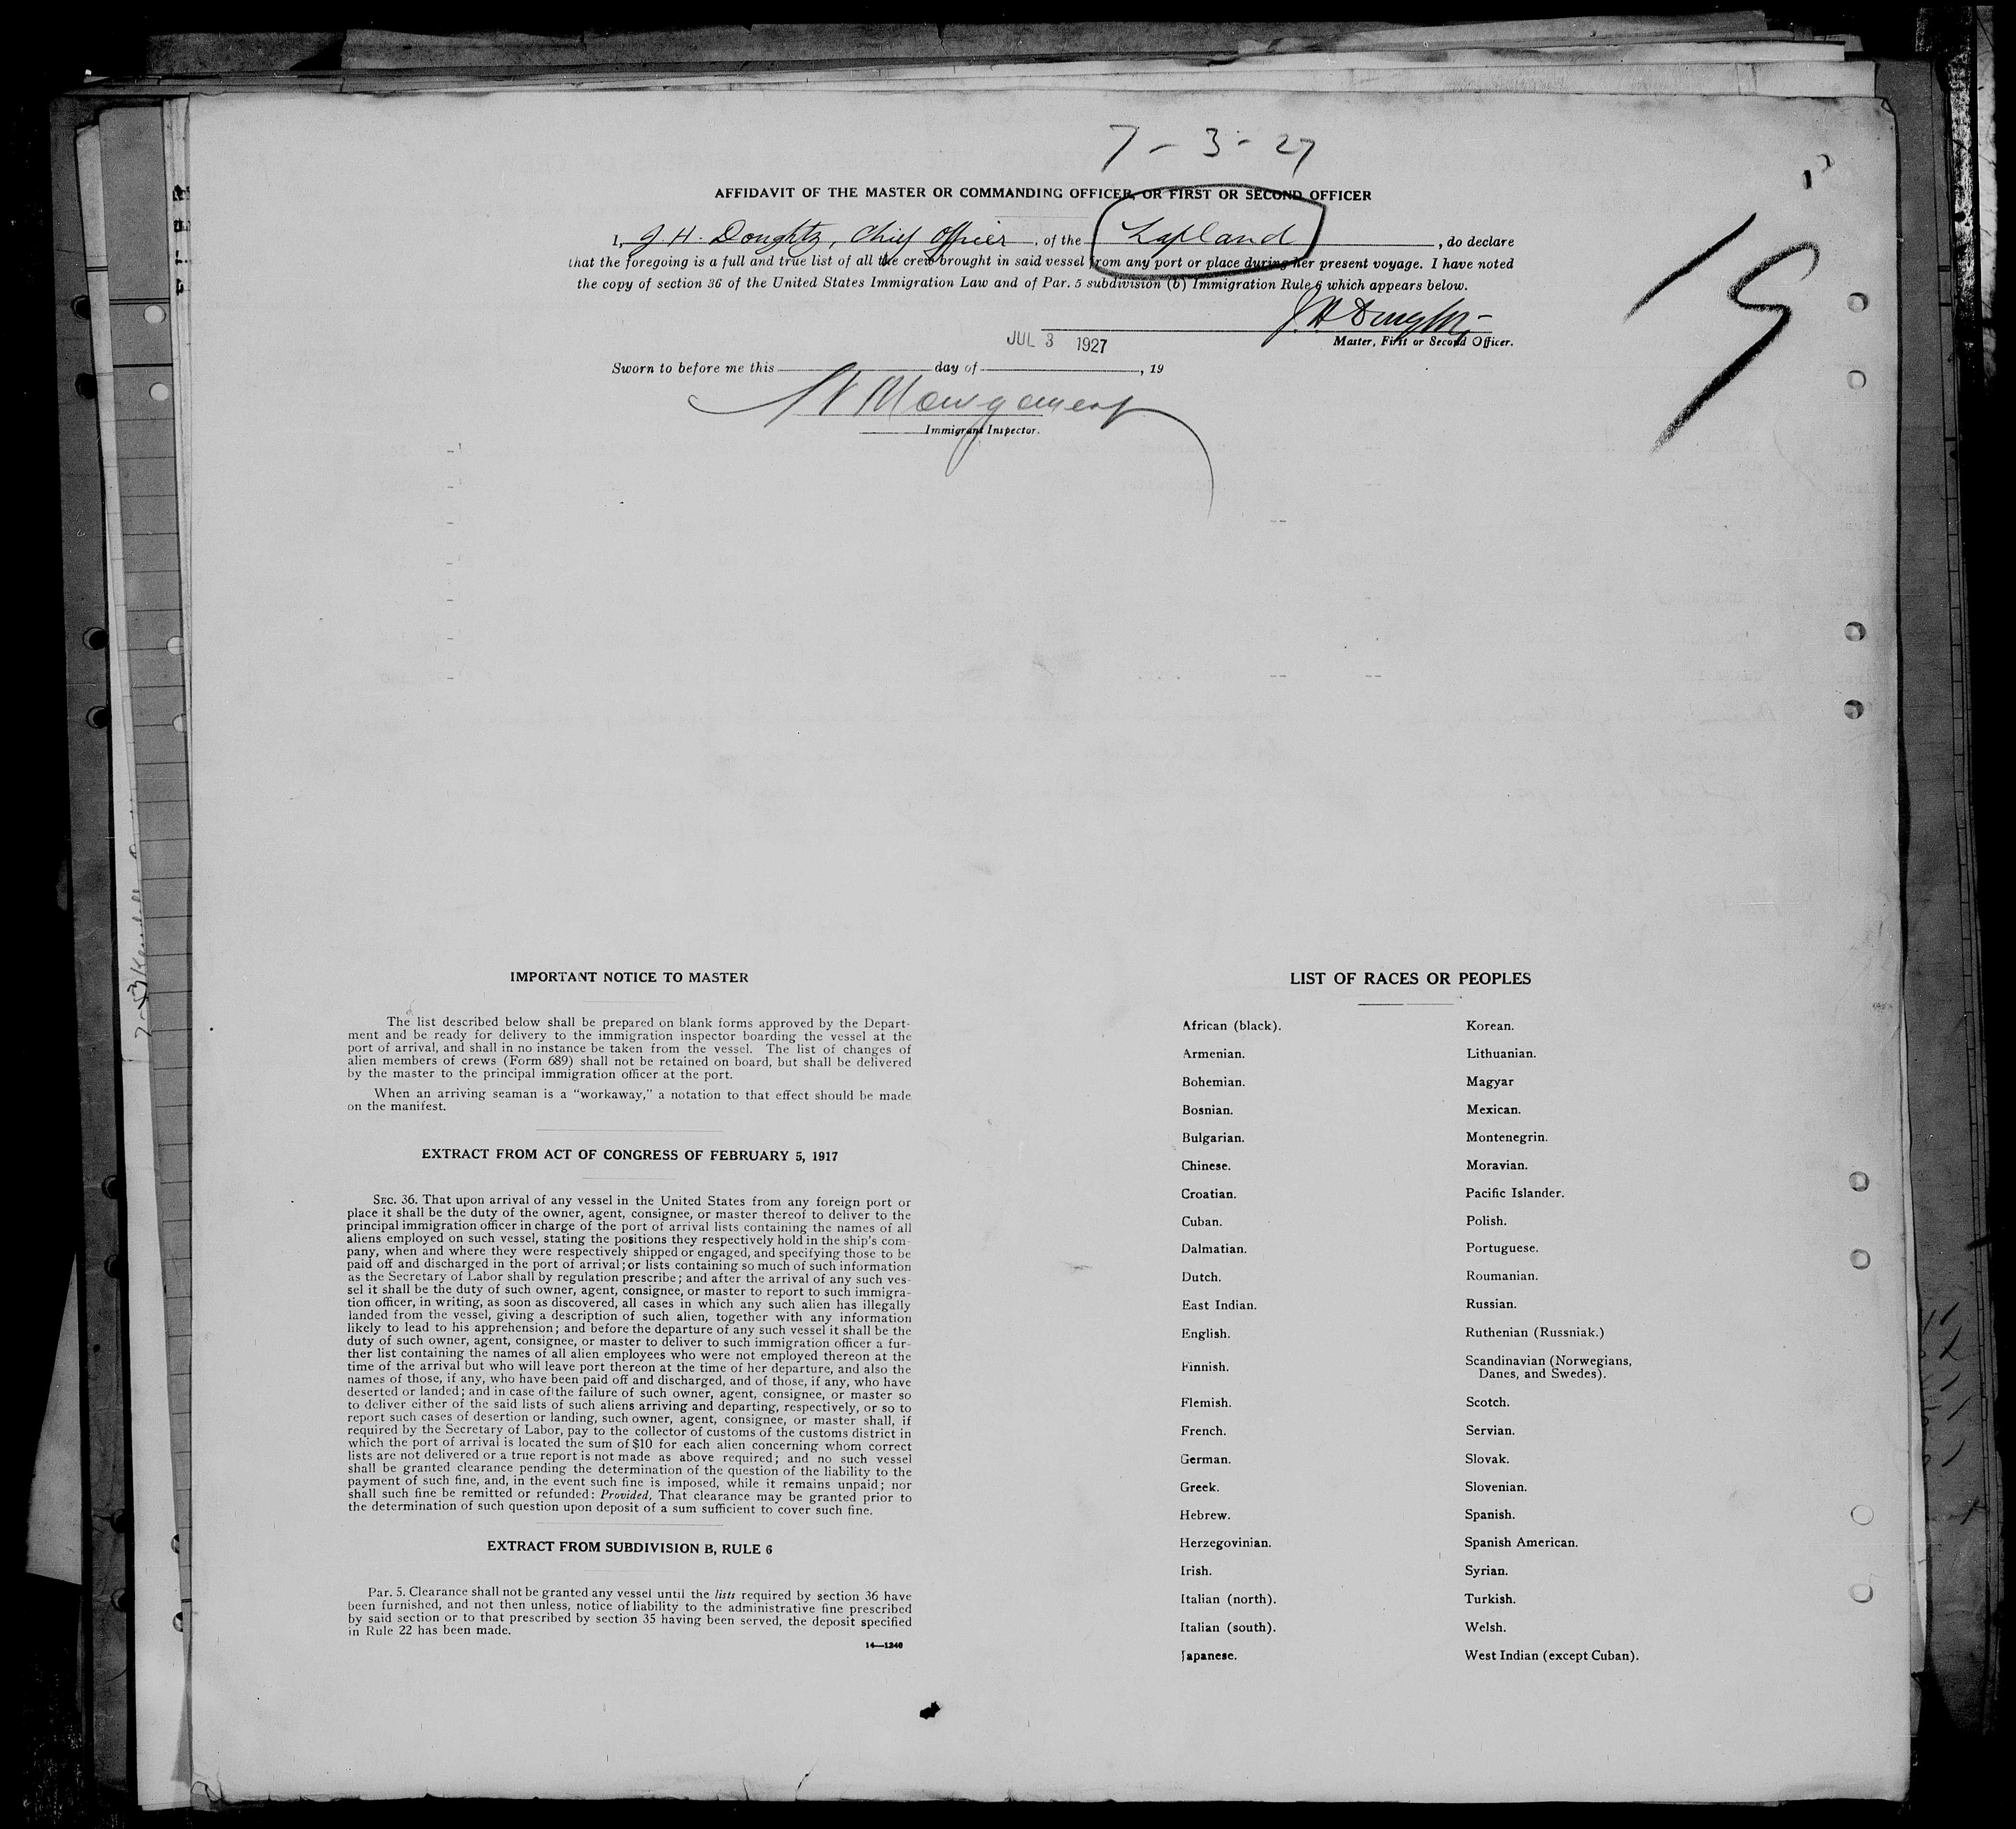 7 - 3 - 27
AFFIDAVIT OF THE MASTER OR COMMANDING OFFICER, OR FIRST OR SECOND OFFICER
I, J. H. Doughty, Chief Officer, of the Lapland, do declare
that the foregoing is a full and true list of all the crew brought in said vessel from any port or place during her present voyage. I have noted
the copy of section 36 of the United States Immigration Law and of Par. 5 subdivision (b) Immigration Rule 6 which appears below.
J H Doughty
Master, First or Second Officer.
JUL 3 1927
Sworn to before me this day of , 19
Immigrant Inspector.
IMPORTANT NOTICE TO MASTER
The list described below shall be prepared on blank forms approved by the Depart-
ment and be ready for delivery to the immigration inspector boarding the vessel at the
port of arrival, and shall in no instance be taken from the vessel. The list of changes of
alien members of crews (Form 689) shall not be retained on board, but shall be delivered
by the master to the principal immigration officer at the port.
When an arriving seaman is a “workaway,” a notation to that effect should be made
on the manifest.
EXTRACT FROM ACT OF CONGRESS OF FEBRUARY 5, 1917
SEC. 36. That upon arrival of any vessel in the United States from any foreign port or
place it shall be the duty of the owner, agent, consignee, or master thereof to deliver to the
principal immigration officer in charge of the port of arrival lists containing the names of all
aliens employed on such vessel, stating the positions they respectively hold in the ship's com-
pany, when and where they were respectively shipped or engaged, and specifying those to be
paid off and discharged in the port of arrival; or lists containing so much of such information
as the Secretary of Labor shall by regulation prescribe; and after the arrival of any such ves-
sel it shall be the duty of such owner, agent, consignee, or master to report to such immigra-
tion officer, in writing, as soon as discovered, all cases in which any such alien has illegally
landed from the vessel, giving a description of such alien, together with any information
likely to lead to his apprehension; and before the departure of any such vessel it shall be the
duty of such owner, agent, consignee, or master to deliver to such immigration officer a fur-
ther list containing the names of all alien employees who were not employed thereon at the
time of the arrival but who will leave port thereon at the time of her departure, and also the
names of those, if any, who have been paid off and discharged, and of those, if any, who have
deserted or landed; and in case of the failure of such owner, agent, consignee, or master so
to deliver either of the said lists of such aliens arriving and departing, respectively, or so to
report such cases of desertion or landing, such owner, agent, consignee, or master shall, if
required by the Secretary of Labor, pay to the collector of customs of the customs district in
which the port of arrival is located the sum of $10 for each alien concerning whom correct
lists are not delivered or a true report is not made as above required; and no such vessel
shall be granted clearance pending the determination of the question of the liability to the
payment of such fine, and, in the event such fine is imposed, while it remains unpaid; nor
shall such fine be remitted or refunded: Provided, That clearance may be granted prior to
the determination of such question upon deposit of a sum sufficient to cover such fine.
EXTRACT FROM SUBDIVISION B, RULE 6
Par. 5. Clearance shall not be granted any vessel until the lists required by section 36 have
been furnished, and not then unless, notice of liability to the administrative fine prescribed
by said section or to that prescribed by section 35 having been served, the deposit specified
in Rule 22 has been made.
14—1240
LIST OF RACES OR PEOPLES
African (black).
Armenian.
Bohemian.
Bosnian.
Bulgarian.
Chinese.
Croatian.
Cuban.
Dalmatian.
Dutch.
East Indian.
English.
Finnish.
Flemish.
French.
German.
Greek.
Hebrew.
Herzegovinian.
Irish.
Italian (north).
Italian (south).
Japanese.
Korean.
Lithuanian.
Magyar
Mexican.
Montenegrin.
Moravian.
Pacific Islander.
Polish.
Portuguese.
Roumanian.
Russian.
Ruthenian (Russniak.)
Scandinavian (Norwegians,
Danes, and Swedes).
Scotch.
Servian.
Slovak.
Slovenian.
Spanish.
Spanish American.
Syrian.
Turkish.
Welsh.
West Indian (except Cuban).